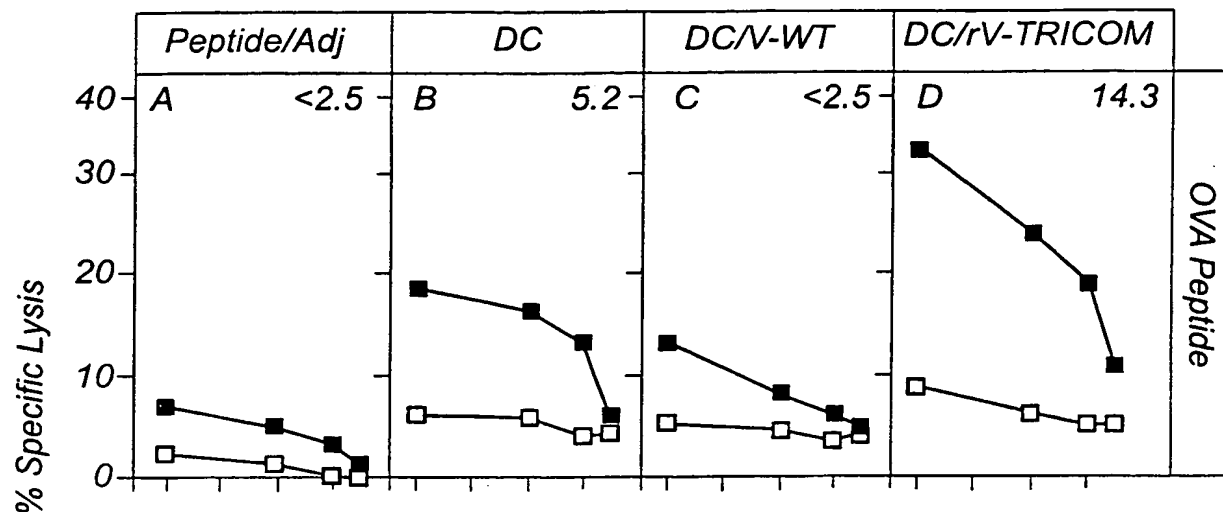 Peptide/Adj
DC
DC/V-WT
DC/rV-TRICOM
A
<2.5
B
5.2
C
<2.5
D
14.3
40
30
20
10
0
% Specific Lysis
OVA Peptide